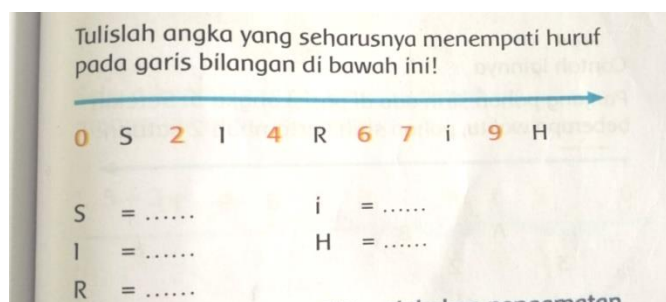 Tulislah angka yang seharusnya menempati huruf
pada garis bilangan di bawah ini!
0 S 2 l 4 R 6 7 i 9 H
S = ...... i = ......
l = ...... H = ......
R = ......